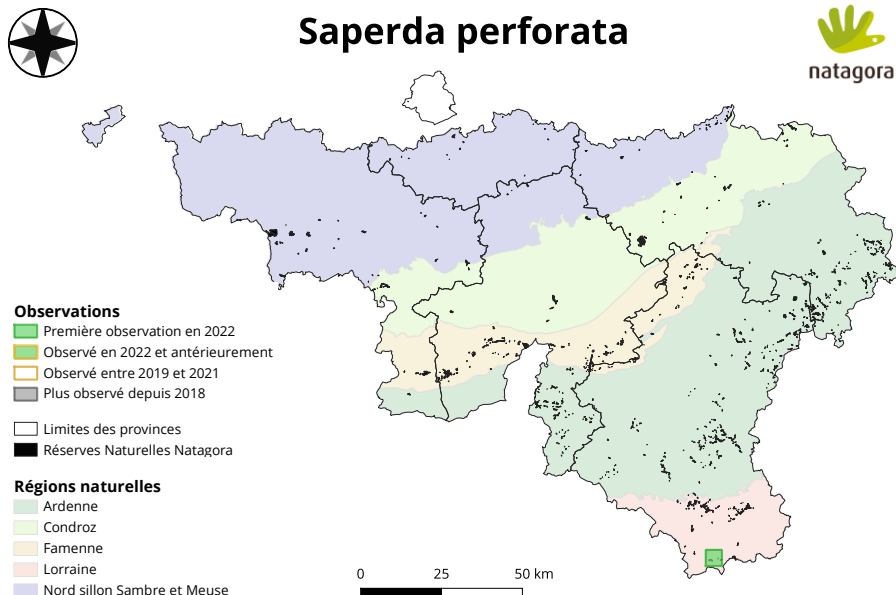 Saperda perforata
natagora
Observations
Première observation en 2022
Observé en 2022 et antérieurement
Observé entre 2019 et 2021
Plus observé depuis 2018
Limites des provinces
Réserves Naturelles Natagora
Régions naturelles
Ardenne
Condroz
Famenne
Lorraine
Nord sillon Sambre et Meuse
0 25 50 km